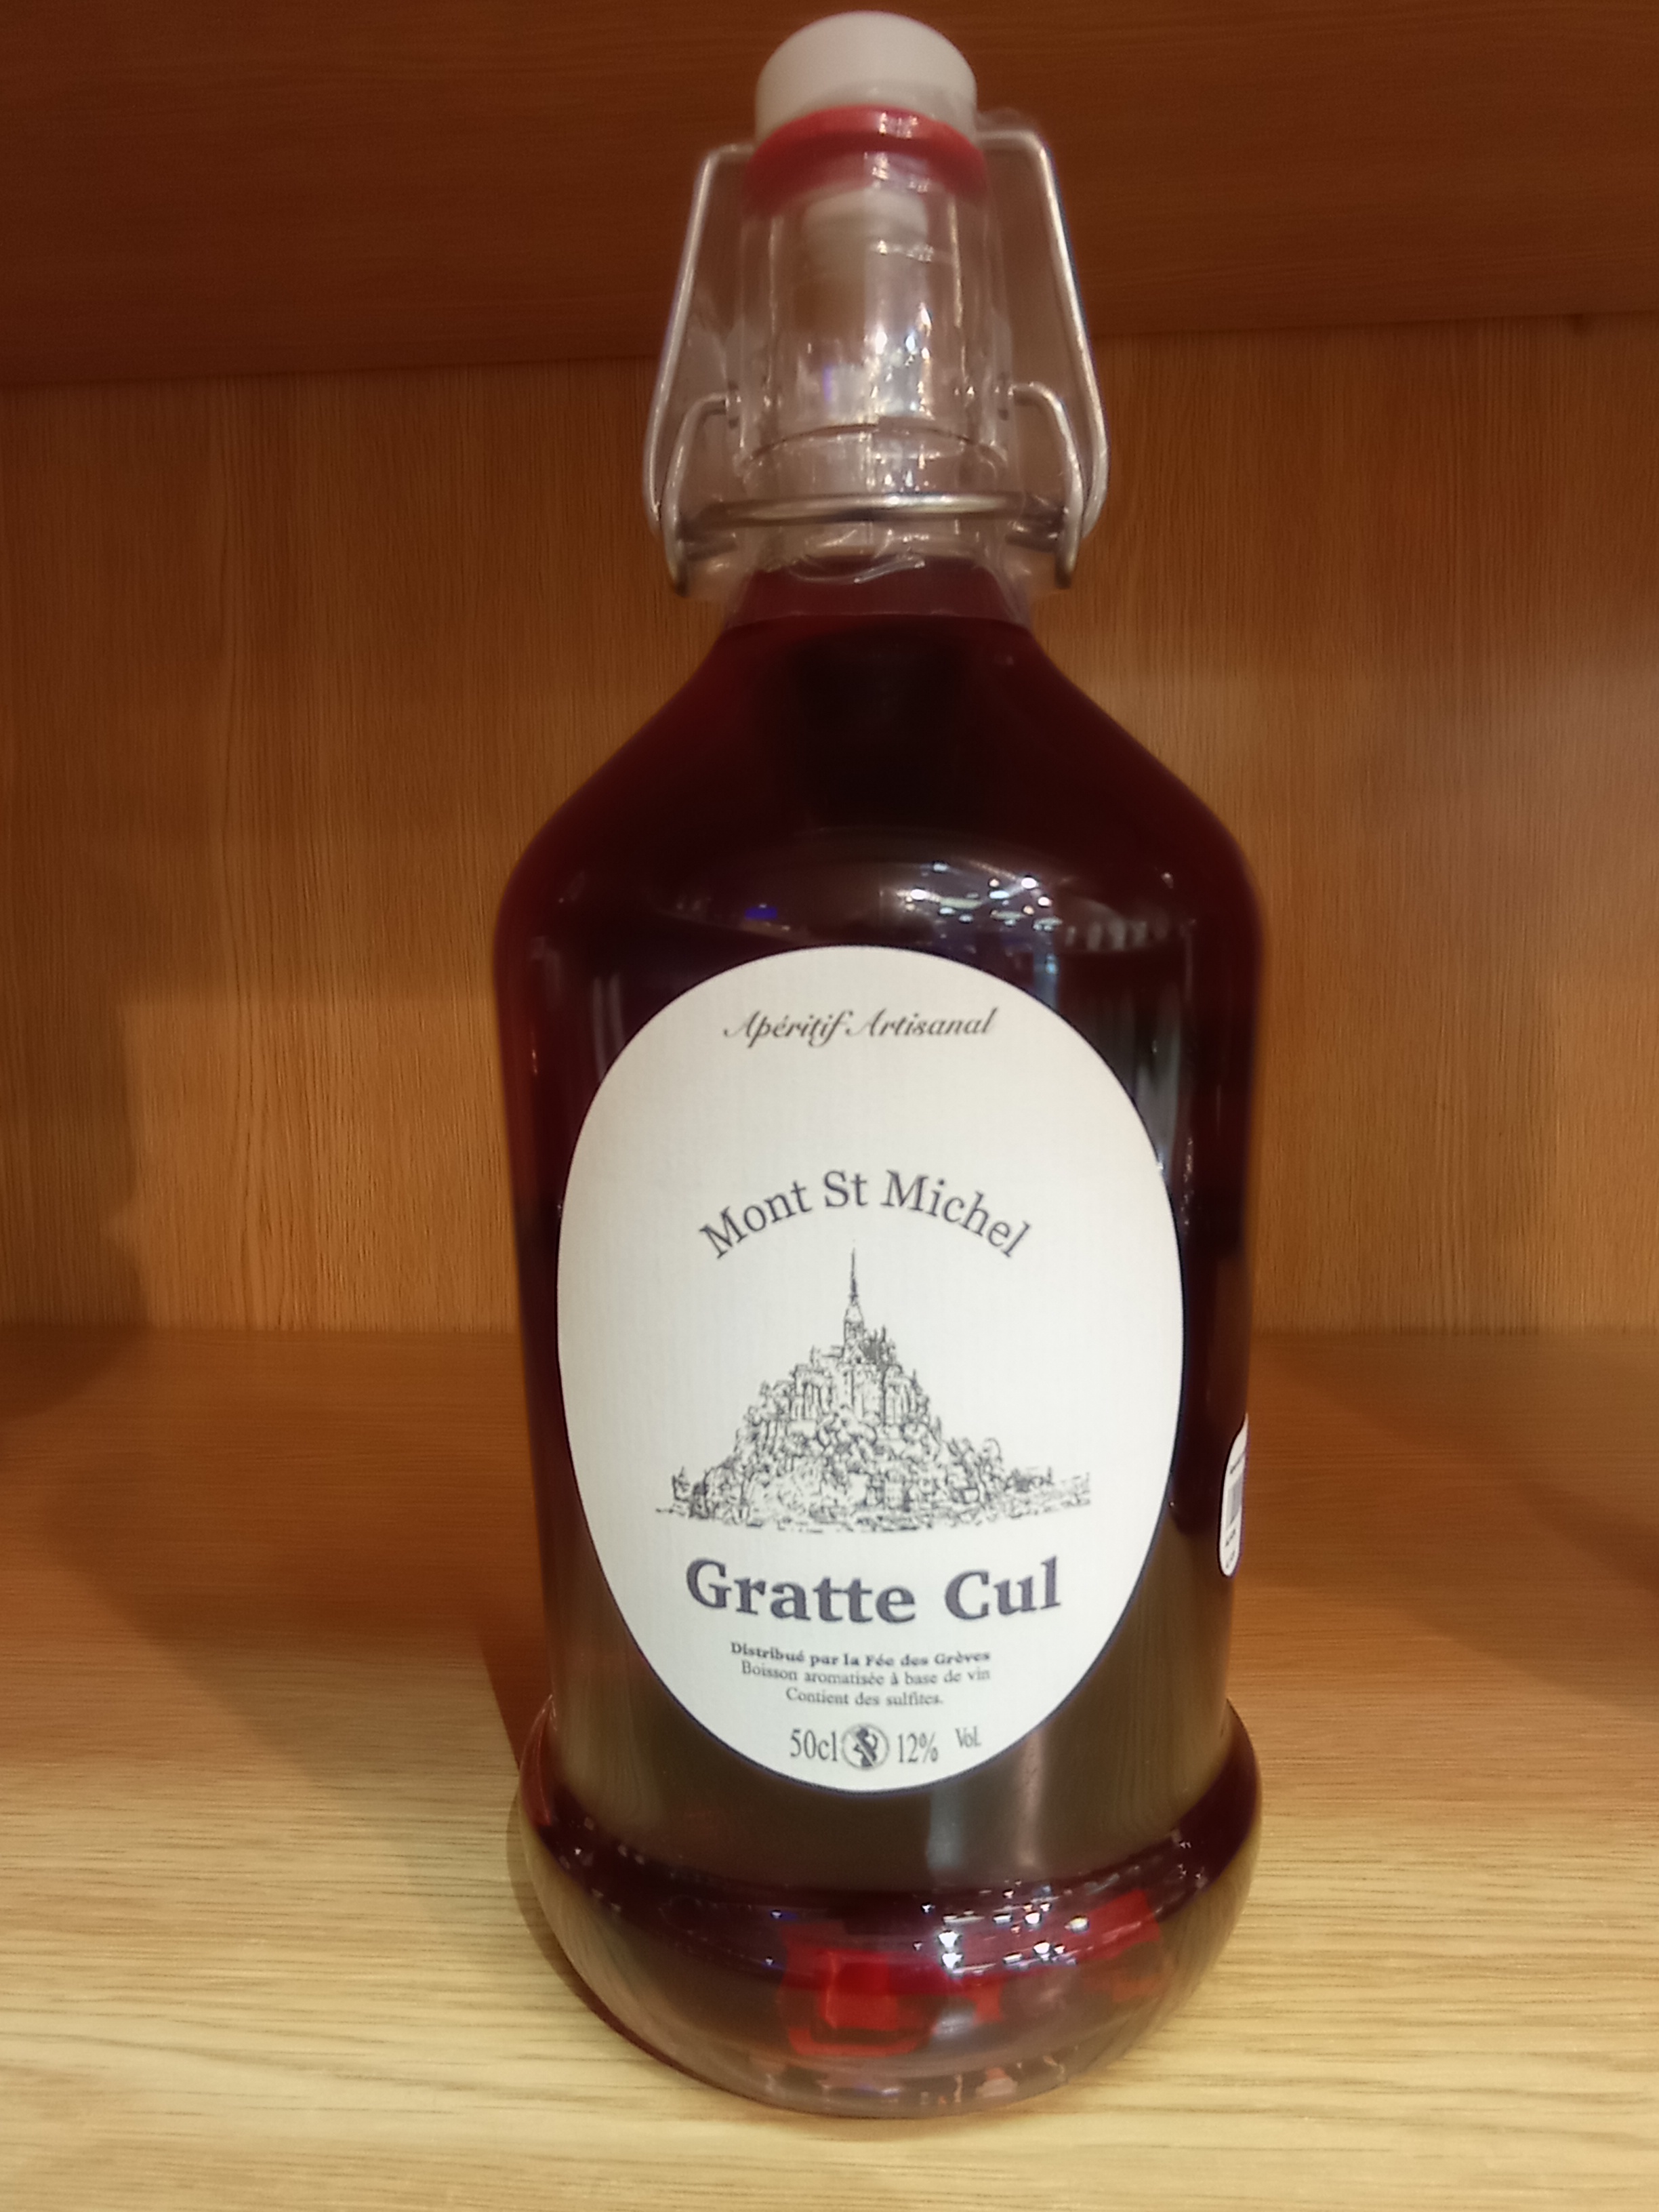 Apéritif Artisanal
Mont St Michel
Gratte Cul
Distribué par la Fée des Grèves
Boisson aromatisée à base de vin
Contient des sulfites.
50cl 12% Vol.